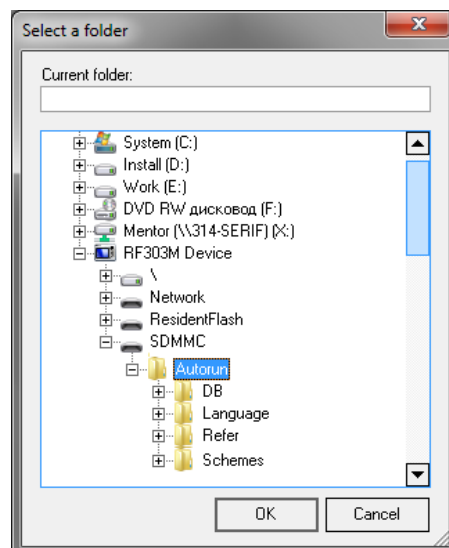 Select a folder
Current folder:
System (C:)
Install (D:)
Work (E:)
DVD RW дисковод (F:)
Mentor (\\314-SERIF) (X:)
RF303M Device
\
Network
ResidentFlash
SDMMC
Autorun
DB
Language
Refer
Schemes
OK Cancel